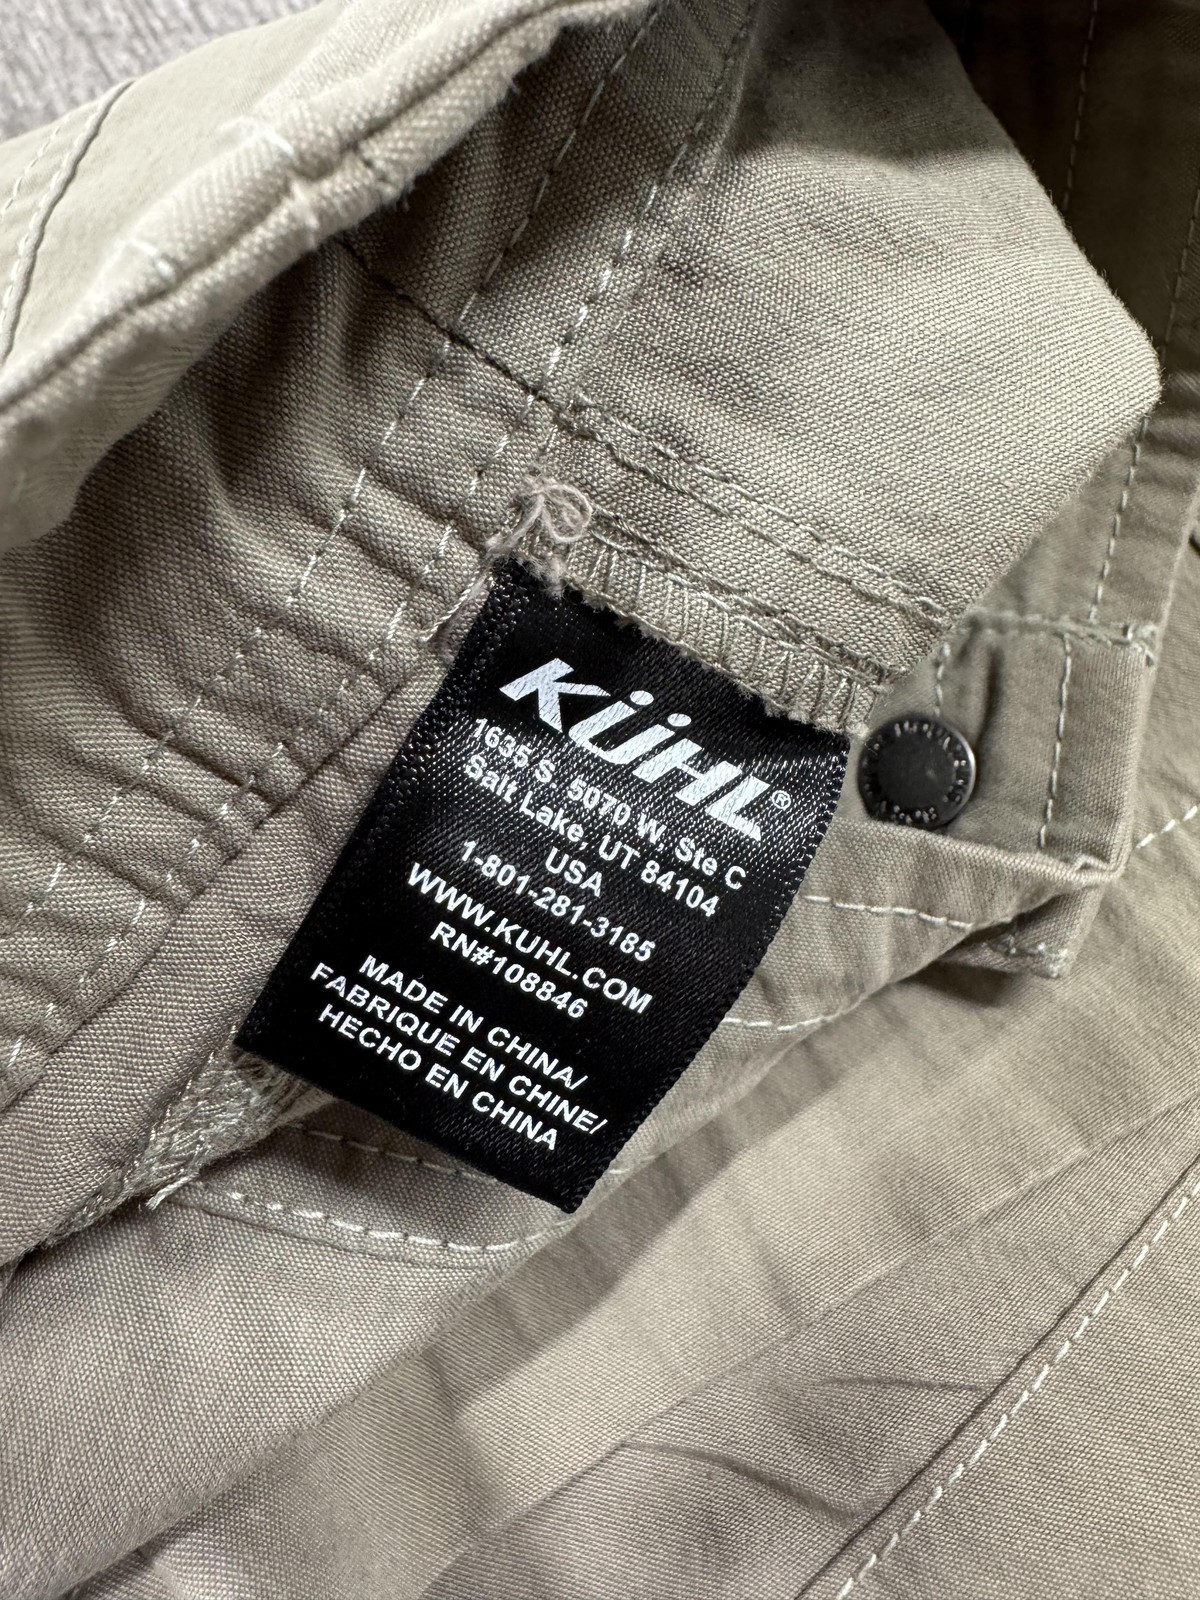 KÜHL®
1635 S. 5070 W. Ste C
Salt Lake, UT 84104
USA
1-801-281-3185
WWW.KUHL.COM
RN#108846
MADE IN CHINA/
FABRIQUE EN CHINE/
HECHO EN CHINA